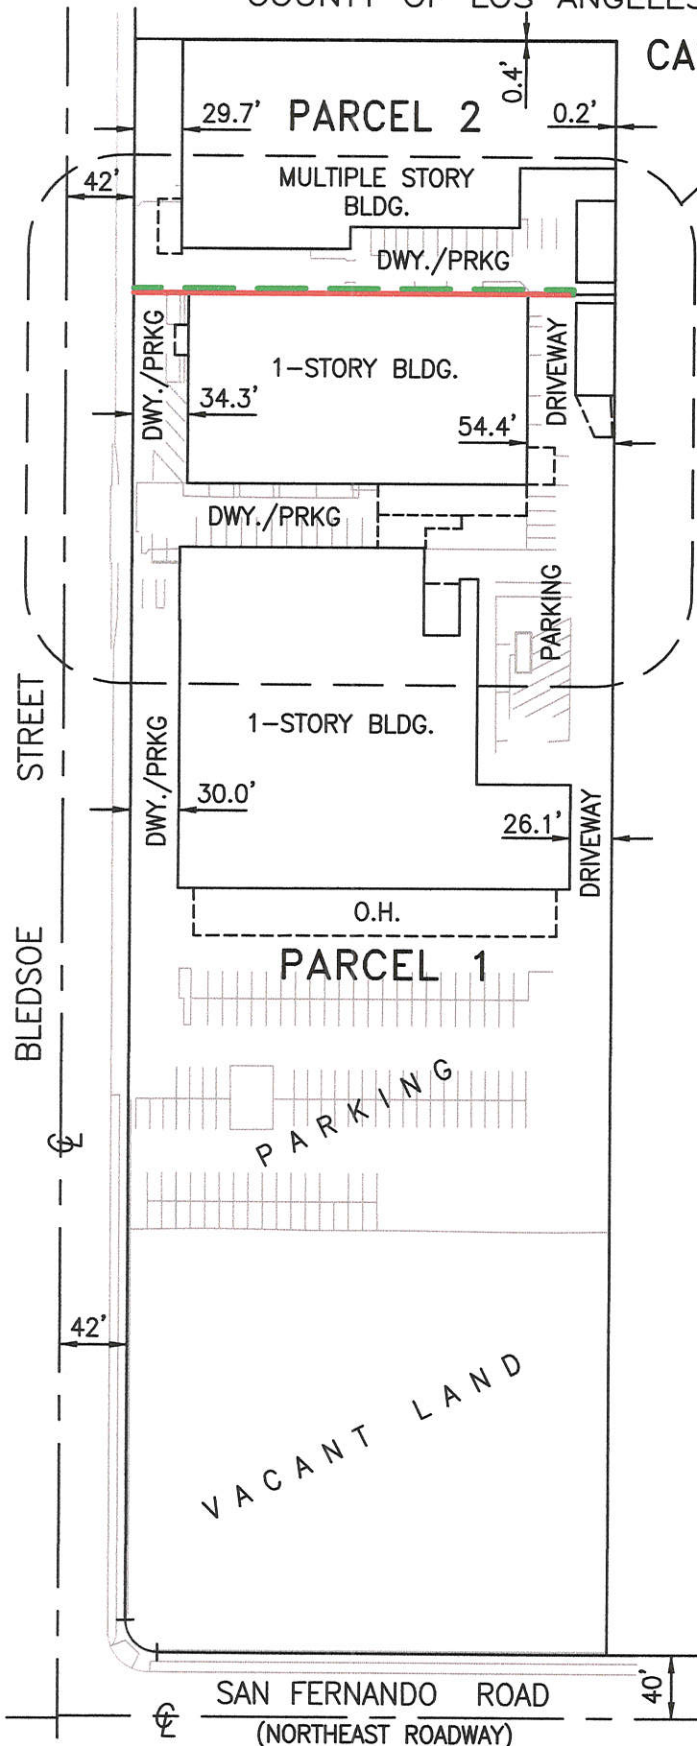 COUNTY OF LOS ANGELES
CA
0.4'
29.7'
PARCEL 2
0.2'
42'
MULTIPLE STORY
BLDG.
DWY./PRKG
DWY./PRKG
1-STORY BLDG.
DRIVEWAY
34.3'
54.4'
DWY./PRKG
PARKING
STREET
1-STORY BLDG.
DWY./PRKG
30.0'
26.1'
DRIVEWAY
O.H.
BLEDSOE
PARCEL 1
PARKING
℄
42'
VACANT LAND
SAN FERNANDO ROAD
40'
℄
(NORTHEAST ROADWAY)